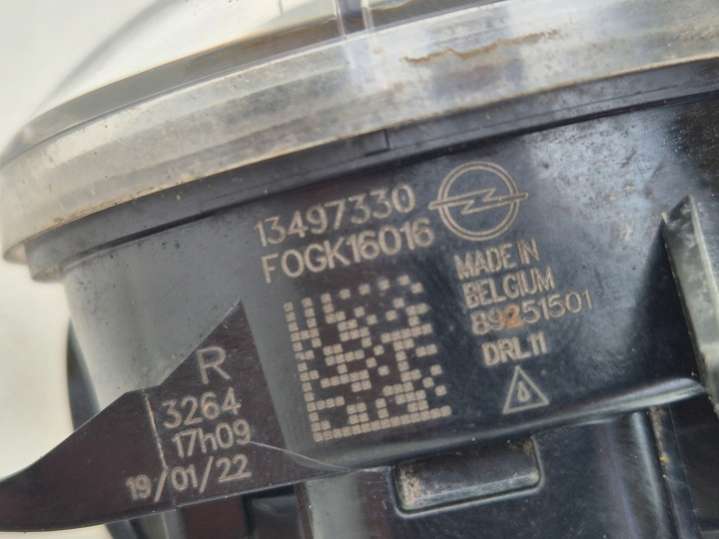 13497330
FOGK16016
MADE IN
BELGIUM
89251501
DRL11
R
3264
17h09
19/01/22